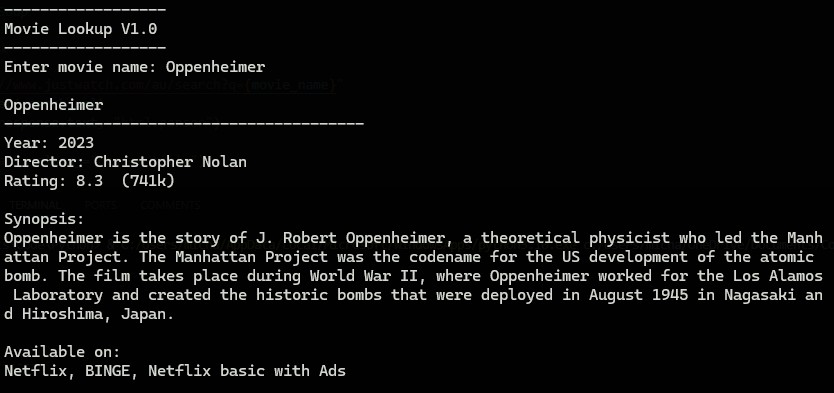 ------------------
Movie Lookup V1.0
------------------
Enter movie name: Oppenheimer
Oppenheimer
----------------------------------------
Year: 2023
Director: Christopher Nolan
Rating: 8.3  (741k)
Synopsis:
Oppenheimer is the story of J. Robert Oppenheimer, a theoretical physicist who led the Manh
attan Project. The Manhattan Project was the codename for the US development of the atomic
bomb. The film takes place during World War II, where Oppenheimer worked for the Los Alamos
 Laboratory and created the historic bombs that were deployed in August 1945 in Nagasaki an
d Hiroshima, Japan.
Available on:
Netflix, BINGE, Netflix basic with Ads